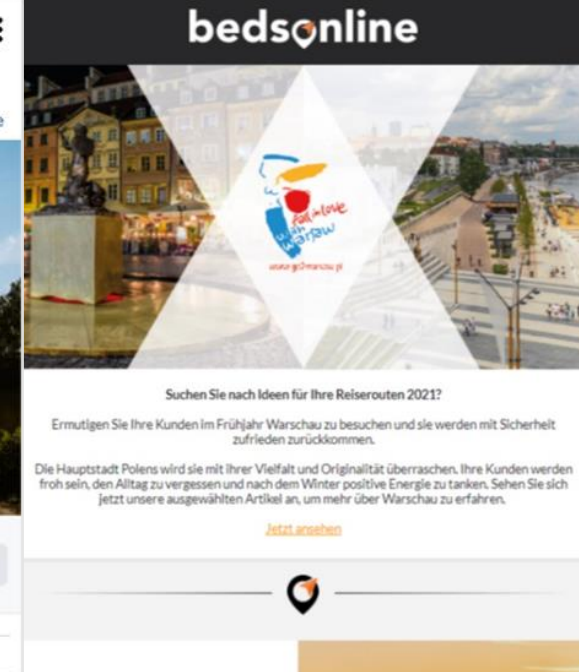 bedsonline
fall in love
with
warsaw
www.go2warsaw.pl
Suchen Sie nach Ideen für Ihre Reiserouten 2021?
Ermutigen Sie Ihre Kunden im Frühjahr Warschau zu besuchen und sie werden mit Sicherheit
zufrieden zurückkommen.
Die Hauptstadt Polens wird sie mit ihrer Vielfalt und Originalität überraschen. Ihre Kunden werden
froh sein, den Alltag zu vergessen und nach dem Winter positive Energie zu tanken. Sehen Sie sich
jetzt unsere ausgewählten Artikel an, um mehr über Warschau zu erfahren.
Jetzt ansehen